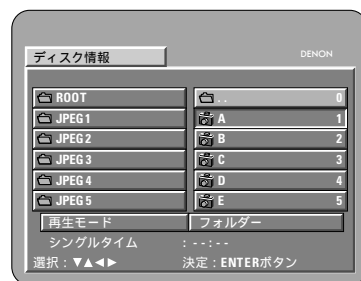 ディスク情報
DENON
ROOT
JPEG1
JPEG2
JPEG3
JPEG4
JPEG5
.. 0
A 1
B 2
C 3
D 4
E 5
再生モード フォルダー
シングルタイム : --:--
選択：▼▲◀▶ 決定：ENTERボタン